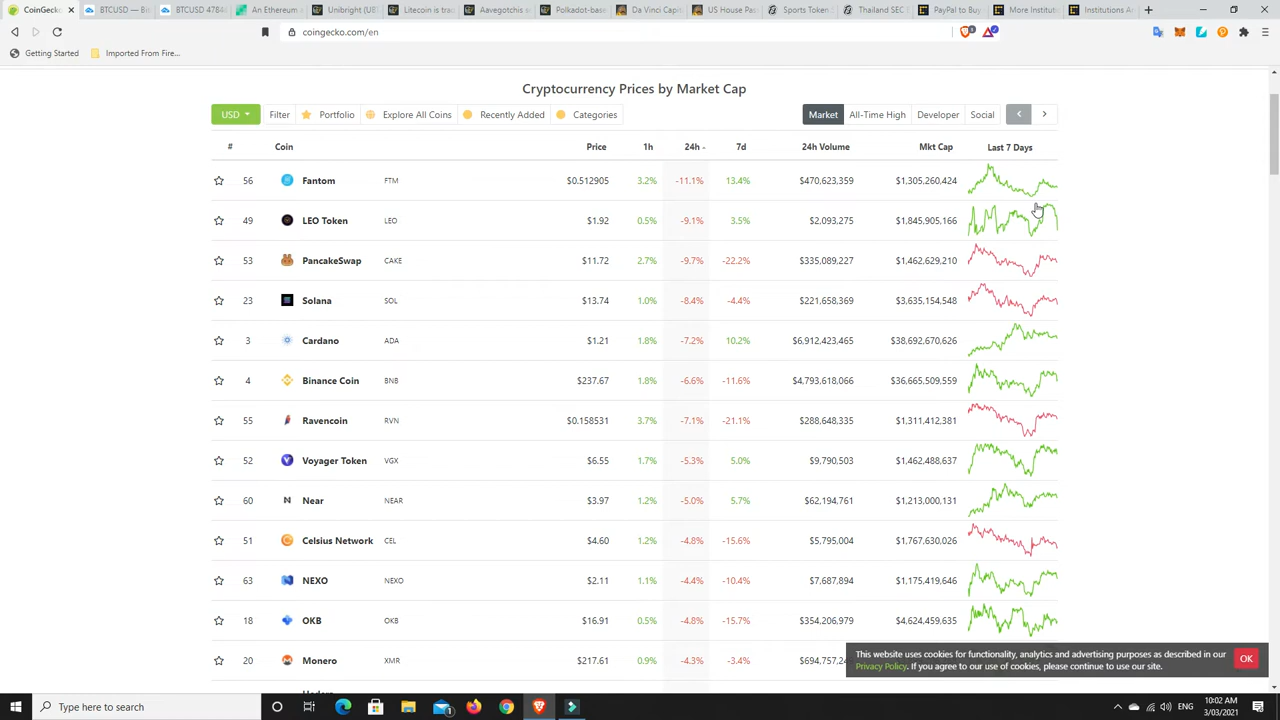 CoinGecko
BTCUSD — Bi
BTCUSD 4784
An Ethereum
Unibright (UB
Litecoin is tra
Aavegotchi se
Polkadot-base
Da Vinci Capi
US House Pa
Sports Token
Thailand SEC
PayPal to Buy
More Instituti
Institutions A
coingecko.com/en
Getting Started
Imported From Fire...
Cryptocurrency Prices by Market Cap
USD Filter Portfolio Explore All Coins Recently Added Categories Market All-Time High Developer Social
# Coin Price 1h 24h 7d 24h Volume Mkt Cap Last 7 Days
56 Fantom FTM $0.512905 3.2% -11.1% 13.4% $470,623,359 $1,305,260,424
49 LEO Token LEO $1.92 0.5% -9.1% 3.5% $2,093,275 $1,845,905,166
53 PancakeSwap CAKE $11.72 2.7% -9.7% -22.2% $335,089,227 $1,462,629,210
23 Solana SOL $13.74 1.0% -8.4% -4.4% $221,658,369 $3,635,154,548
3 Cardano ADA $1.21 1.8% -7.2% 10.2% $6,912,423,465 $38,692,670,626
4 Binance Coin BNB $237.67 1.8% -6.6% -11.6% $4,793,618,066 $36,665,509,559
55 Ravencoin RVN $0.158531 3.7% -7.1% -21.1% $288,648,335 $1,311,412,381
52 Voyager Token VGX $6.55 1.7% -5.3% 5.0% $9,790,503 $1,462,488,637
60 Near NEAR $3.97 1.2% -5.0% 5.7% $62,194,761 $1,213,000,131
51 Celsius Network CEL $4.60 1.2% -4.8% -15.6% $5,795,004 $1,767,630,026
63 NEXO NEXO $2.11 1.1% -4.4% -10.4% $7,687,894 $1,175,419,646
18 OKB OKB $16.91 0.5% -4.8% -15.7% $354,206,979 $4,624,459,635
20 Monero XMR $217.61 0.9% -4.3% -3.4% $694,757,24
This website uses cookies for functionality, analytics and advertising purposes as described in our
Privacy Policy. If you agree to our use of cookies, please continue to use our site.
OK
Type here to search
ENG
10:02 AM
3/03/2021